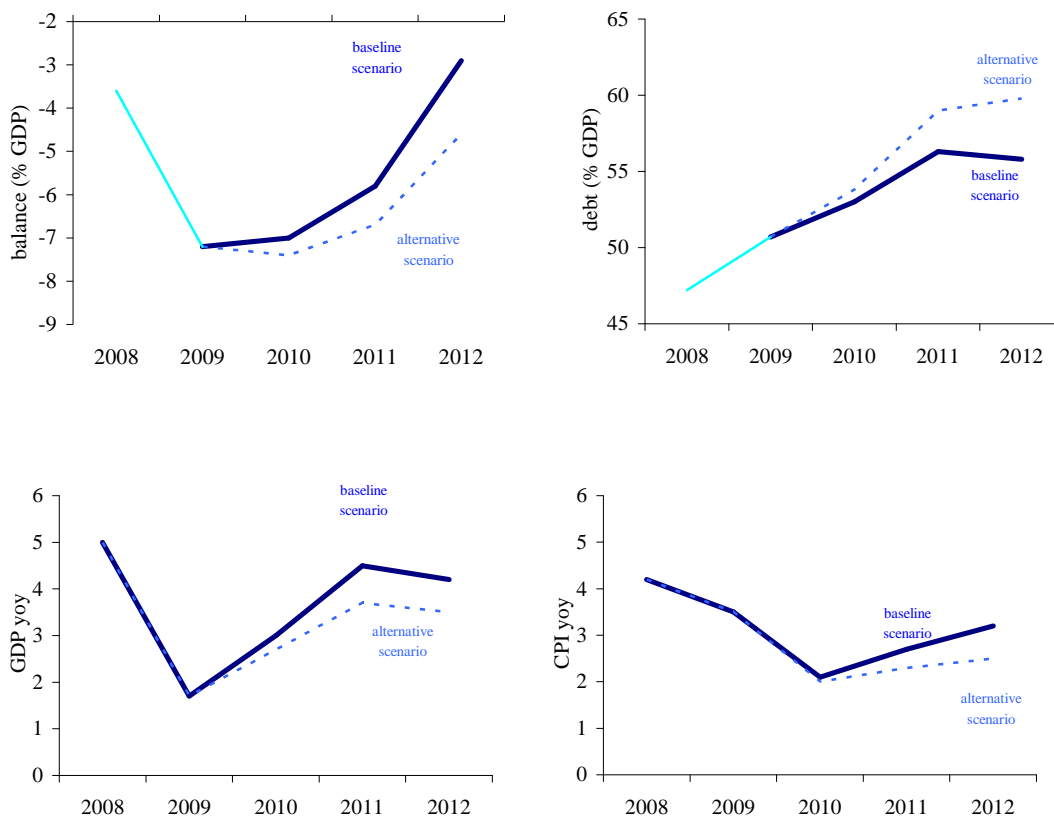 balance (% GDP)
-2
-3
-4
-5
-6
-7
-8
-9
baseline
scenario
alternative
scenario
2008 2009 2010 2011 2012
debt (% GDP)
65
60
55
50
45
alternative
scenario
baseline
scenario
2008 2009 2010 2011 2012
GDP yoy
6
5
4
3
2
1
0
baseline
scenario
alternative
scenario
2008 2009 2010 2011 2012
CPI yoy
6
5
4
3
2
1
0
baseline
scenario
alternative
scenario
2008 2009 2010 2011 2012